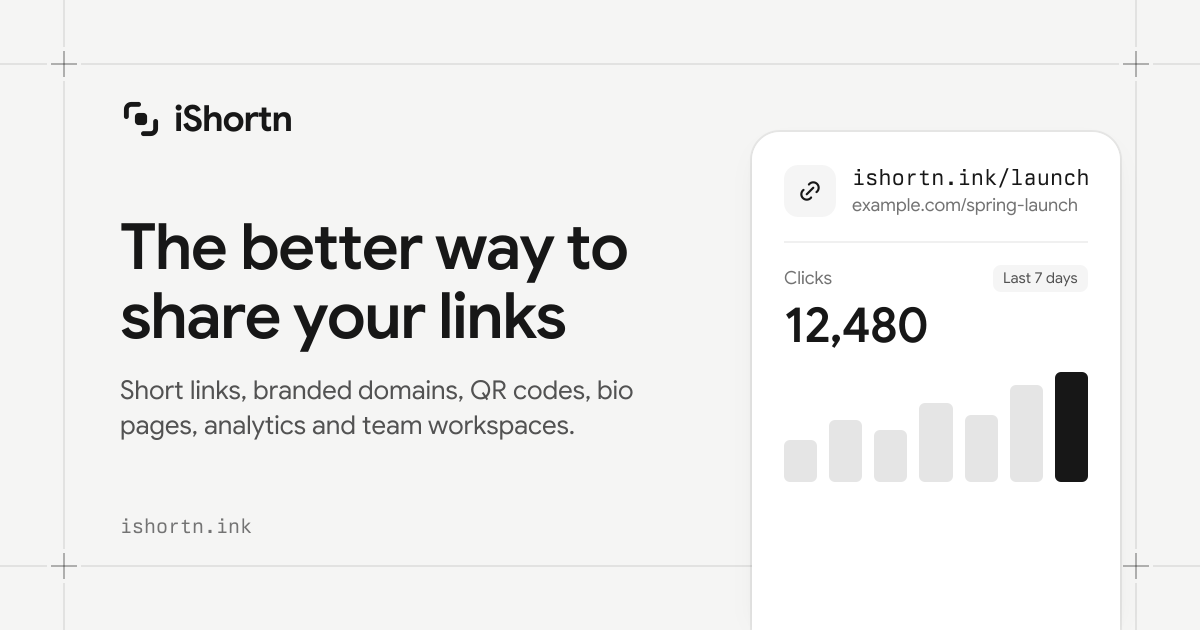 iShortn
The better way to
share your links
Short links, branded domains, QR codes, bio
pages, analytics and team workspaces.
ishortn.ink
ishortn.ink/launch
example.com/spring-launch
Clicks
Last 7 days
12,480